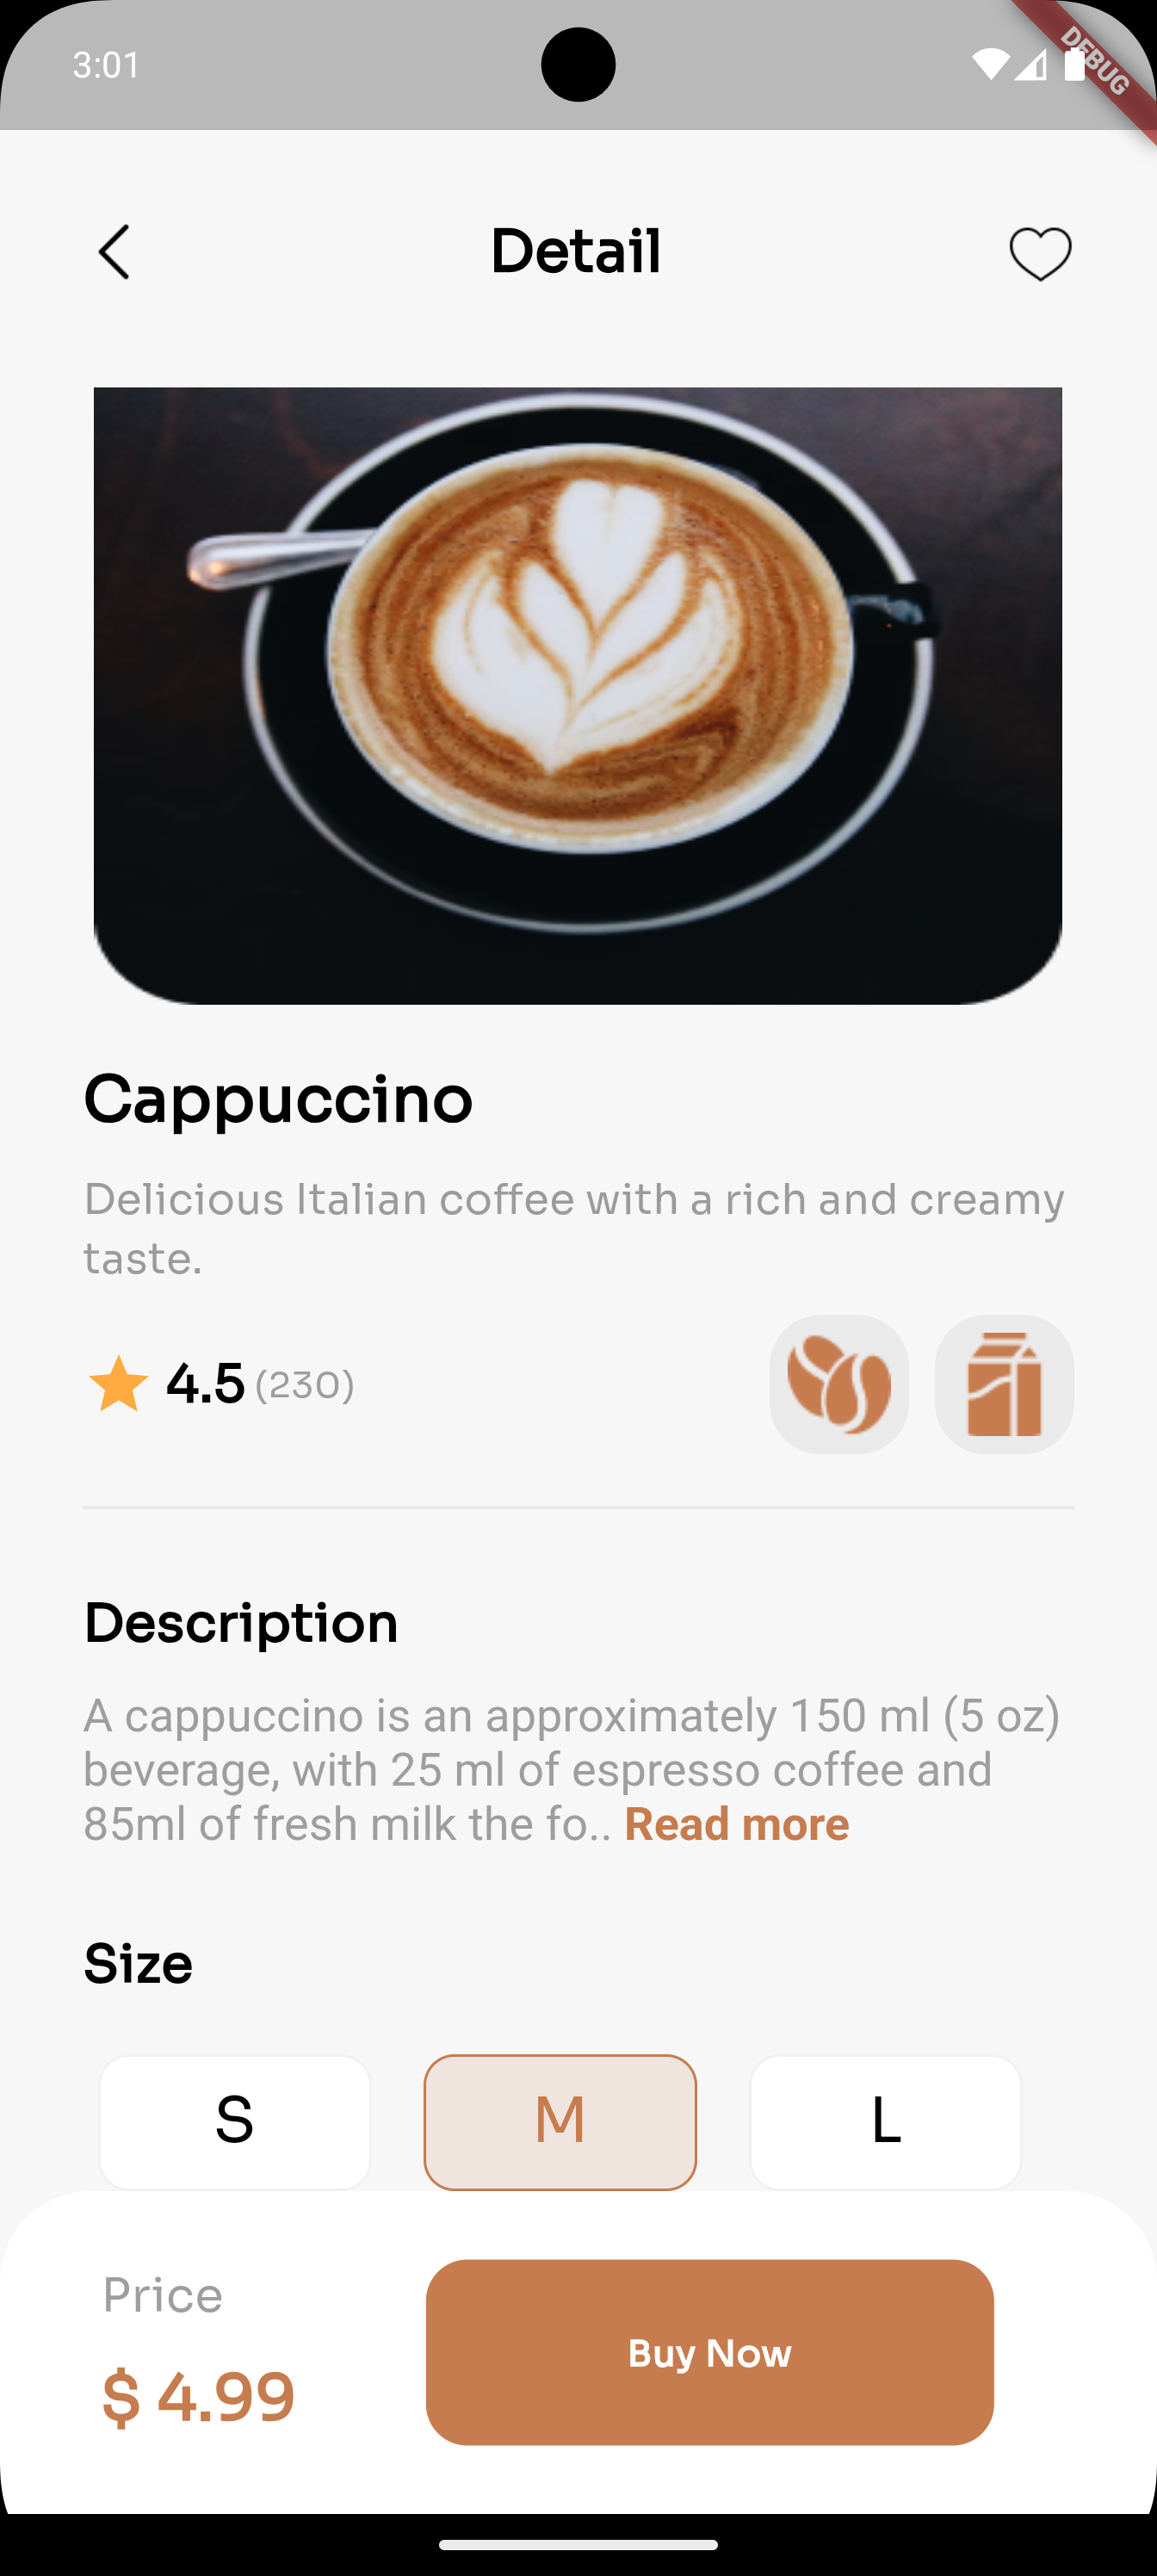 3:01
DEBUG
Detail
Cappuccino
Delicious Italian coffee with a rich and creamy
taste.
4.5 (230)
Description
A cappuccino is an approximately 150 ml (5 oz)
beverage, with 25 ml of espresso coffee and
85ml of fresh milk the fo.. Read more
Size
S M L
Price
$ 4.99
Buy Now